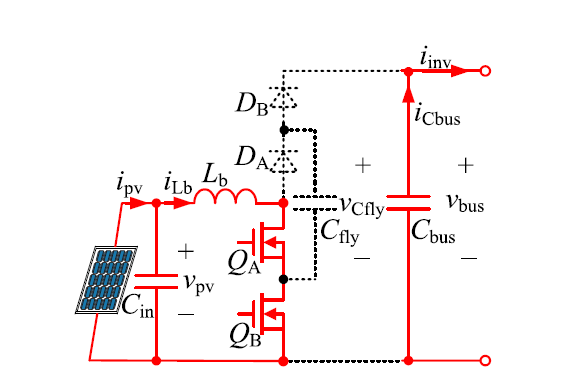 i_inv
D_B
i_Cbus
D_A
i_pv i_Lb L_b
+ +
v_Cfly v_bus
C_fly C_bus
− −
Q_A
+
v_pv
−
C_in
Q_B